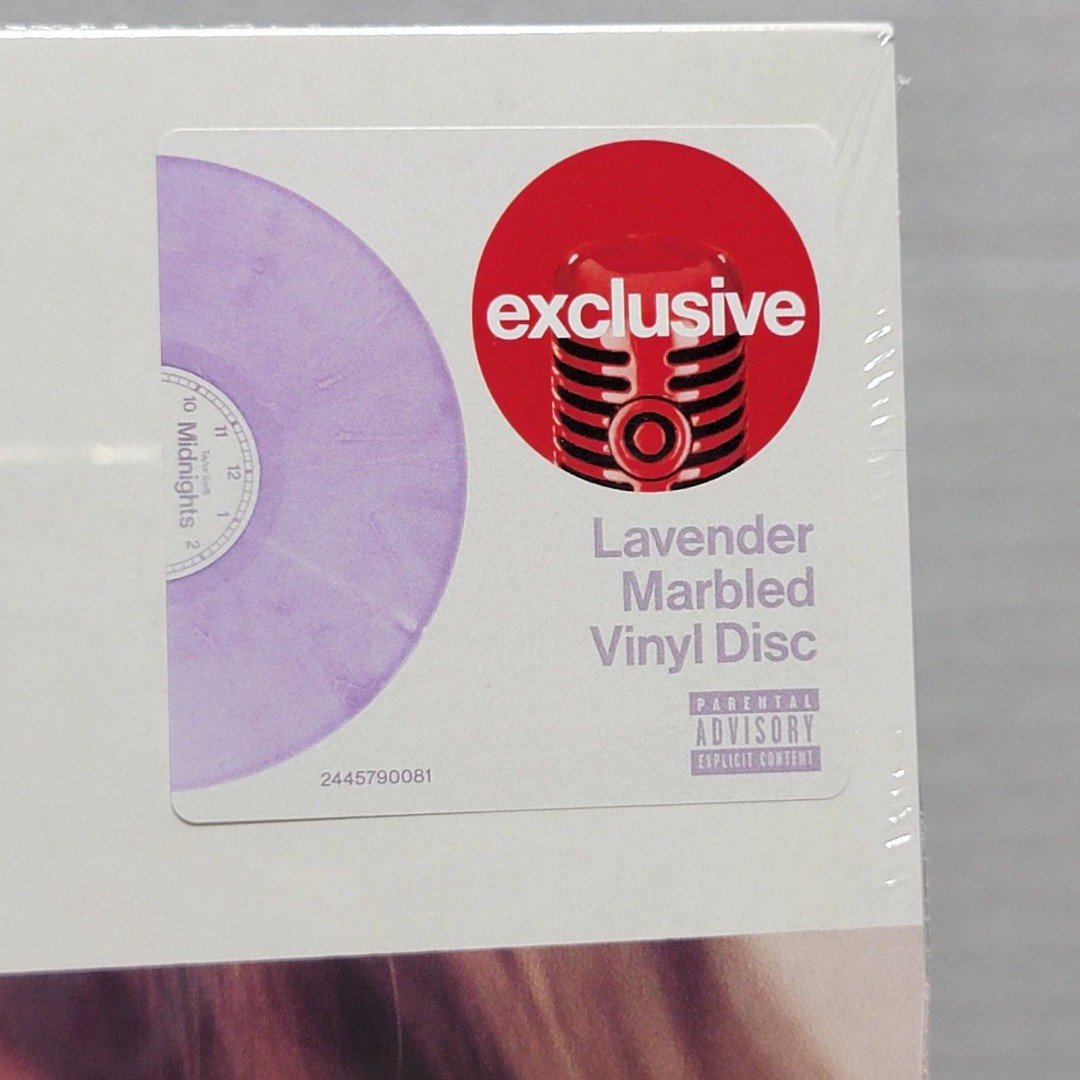 exclusive
10
11
12
1
2
Taylor Swift
Midnights
Lavender
Marbled
Vinyl Disc
PARENTAL
ADVISORY
EXPLICIT CONTENT
2445790081